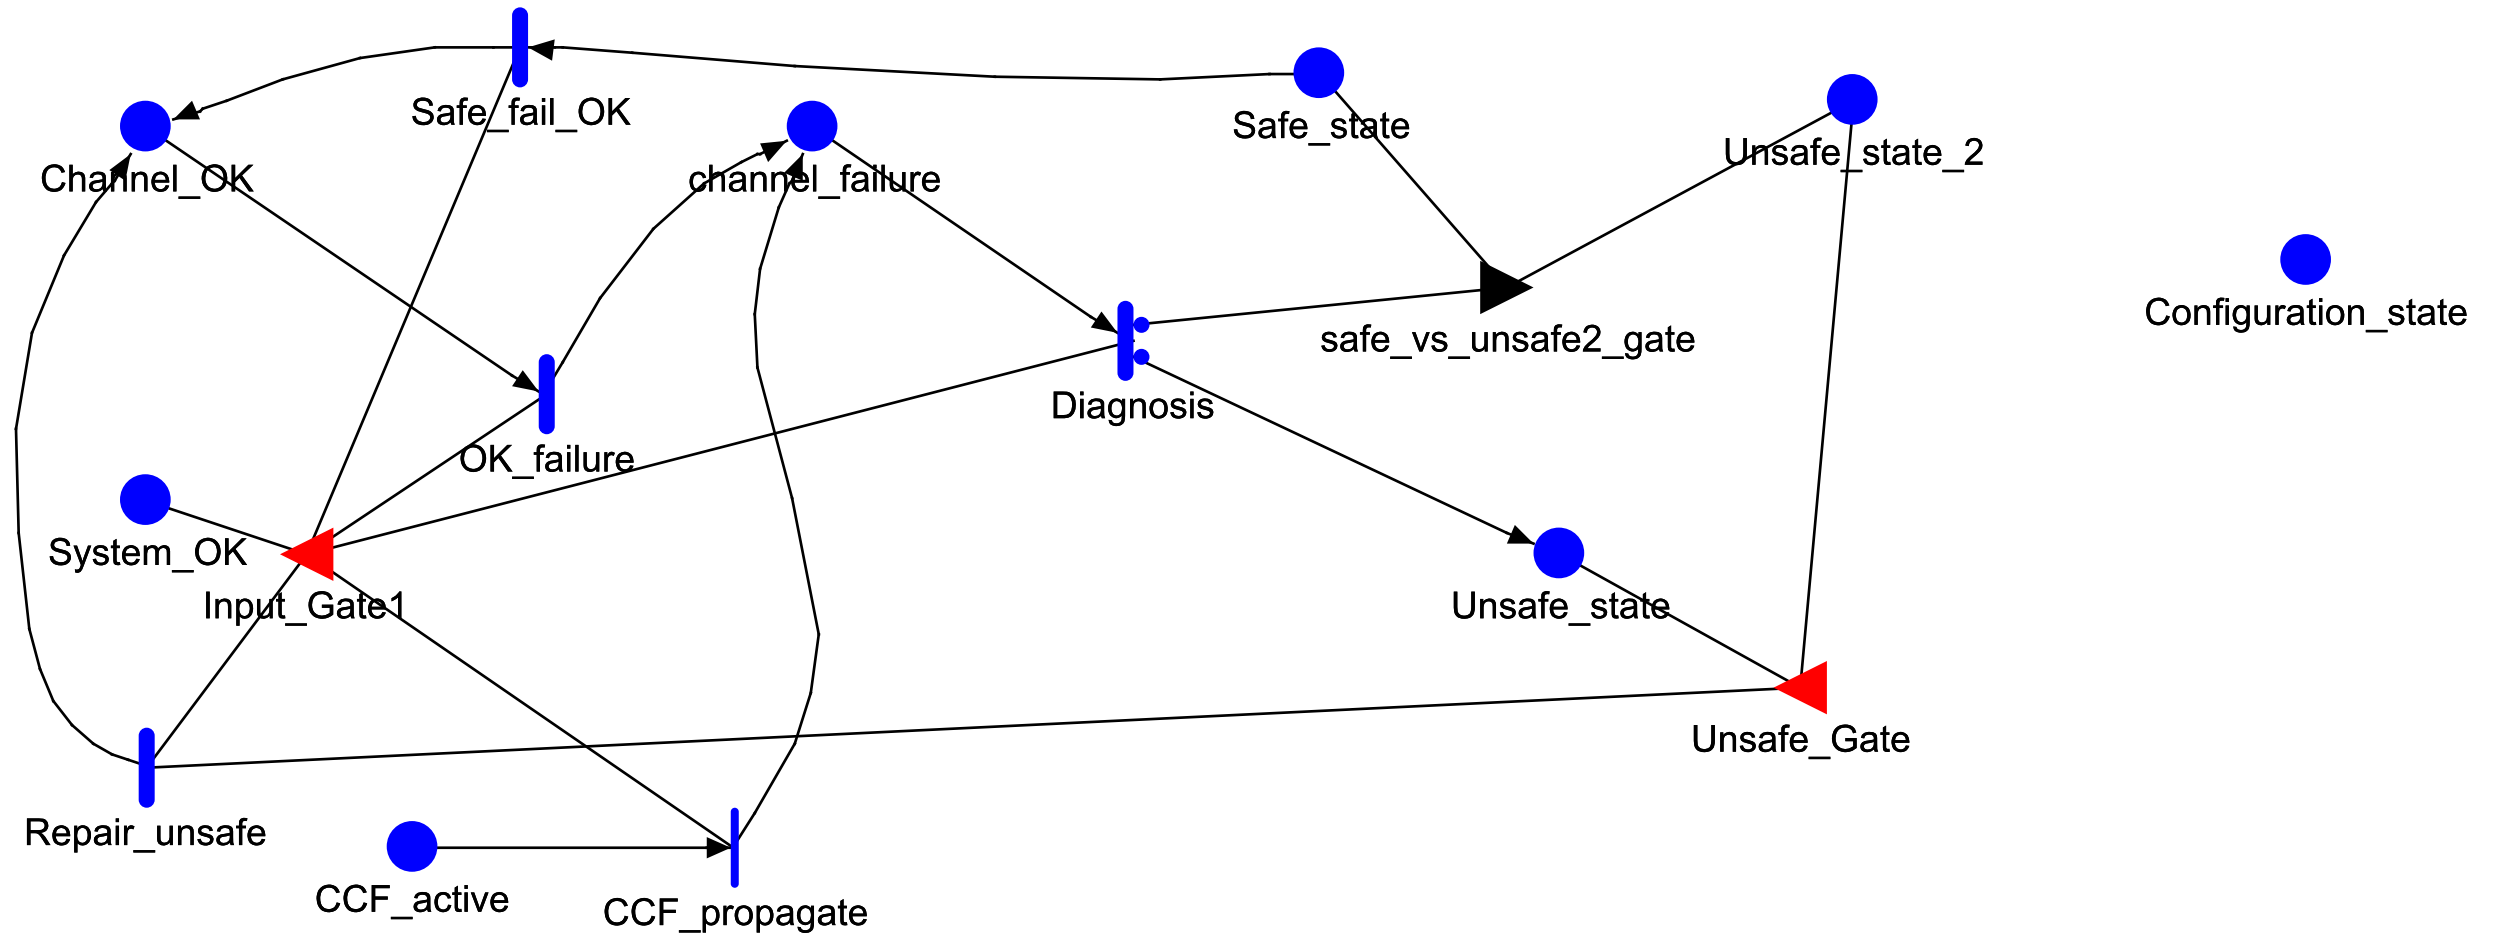 Safe_fail_OK
Safe_state
Unsafe_state_2
Channel_OK
channel_failure
Configuration_state
safe_vs_unsafe2_gate
Diagnosis
OK_failure
System_OK
Input_Gate1
Unsafe_state
Unsafe_Gate
Repair_unsafe
CCF_active
CCF_propagate